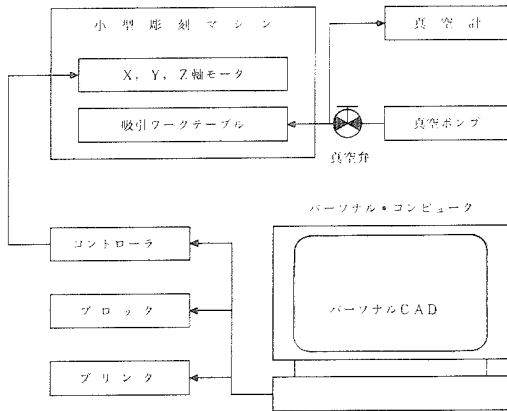 小型彫刻マシン
真空計
X，Y，Z軸モータ
吸引ワークテーブル
真空ポンプ
真空弁
パーソナル・コンピュータ
コントローラ
プロッタ
パーソナルCAD
プリンタ